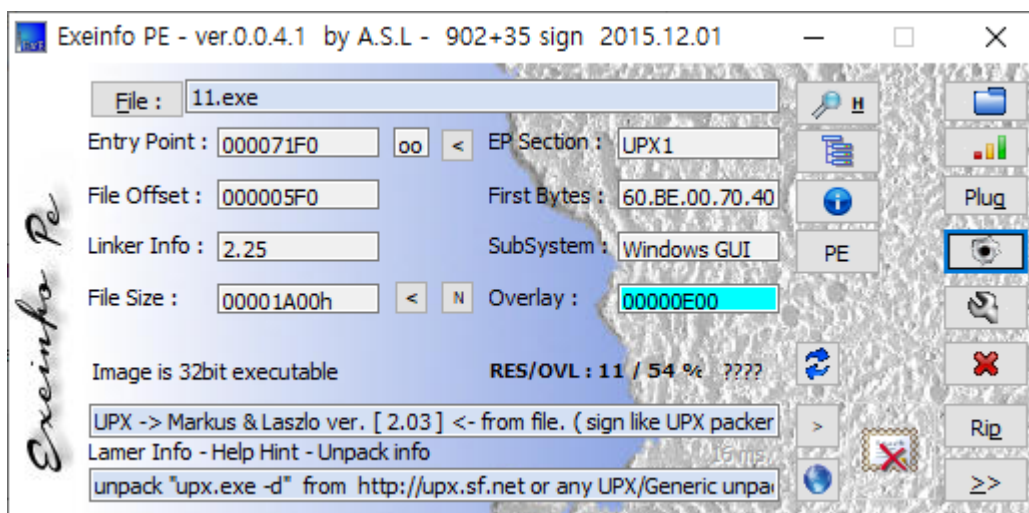 Exeinfo PE - ver.0.0.4.1 by A.S.L - 902+35 sign 2015.12.01
File : 11.exe H
Entry Point : 000071F0 oo < EP Section : UPX1
File Offset : 000005F0 First Bytes : 60.BE.00.70.40 Plug
Linker Info : 2.25 SubSystem : Windows GUI PE
File Size : 00001A00h < N Overlay : 00000E00
Image is 32bit executable RES/OVL : 11 / 54 % ????
UPX -> Markus & Laszlo ver. [ 2.03 ] <- from file. ( sign like UPX packer > Rip
Lamer Info - Help Hint - Unpack info 16 ms.
unpack "upx.exe -d" from http://upx.sf.net or any UPX/Generic unpa >>
Exeinfo Pe